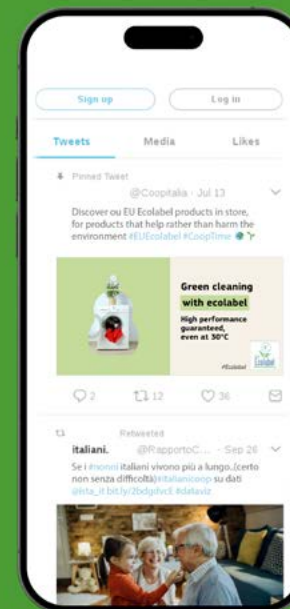 Sign up
Log in
Tweets
Media
Likes
Pinned Tweet
@Coopitalia - Jul 13
Discover ou EU Ecolabel products in store,
for products that help rather than harm the
environment #EUEcolabel #CoopTime
Green cleaning
with ecolabel
High performance
guaranteed,
even at 30°C
#Ecolabel
Ecolabel
2
12
36
Retweeted
italiani.
@RapportoC... - Sep 26
Se i #nonni italiani vivono più a lungo..(certo
non senza difficoltà)#italianicoop su dati
@ista_it bit.ly/2bdgihcE #dataviz